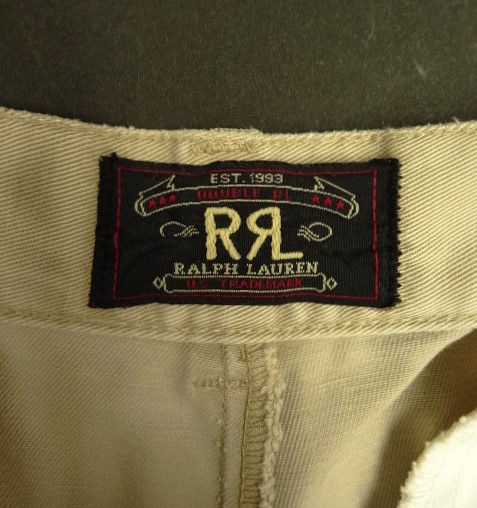 EST. 1993
DOUBLE RL
RRL
RALPH LAUREN
U.S. TRADEMARK